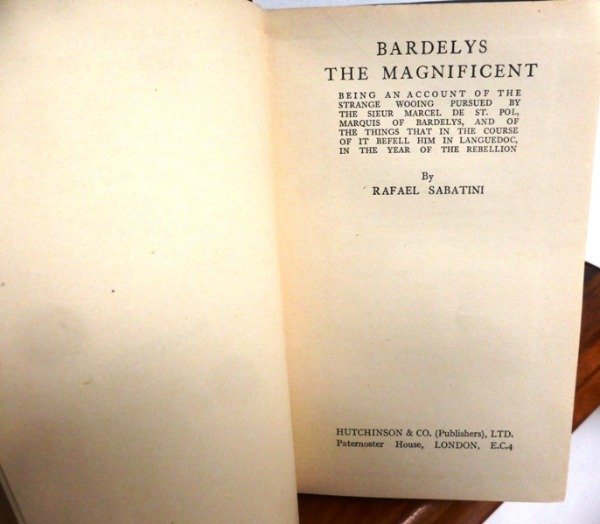 BARDELYS
THE MAGNIFICENT
BEING AN ACCOUNT OF THE
STRANGE WOOING PURSUED BY
THE SIEUR MARCEL DE ST. POL,
MARQUIS OF BARDELYS, AND OF
THE THINGS THAT IN THE COURSE
OF IT BEFELL HIM IN LANGUEDOC,
IN THE YEAR OF THE REBELLION
By
RAFAEL SABATINI
HUTCHINSON & CO. (Publishers), LTD.
Paternoster House, LONDON, E.C.4